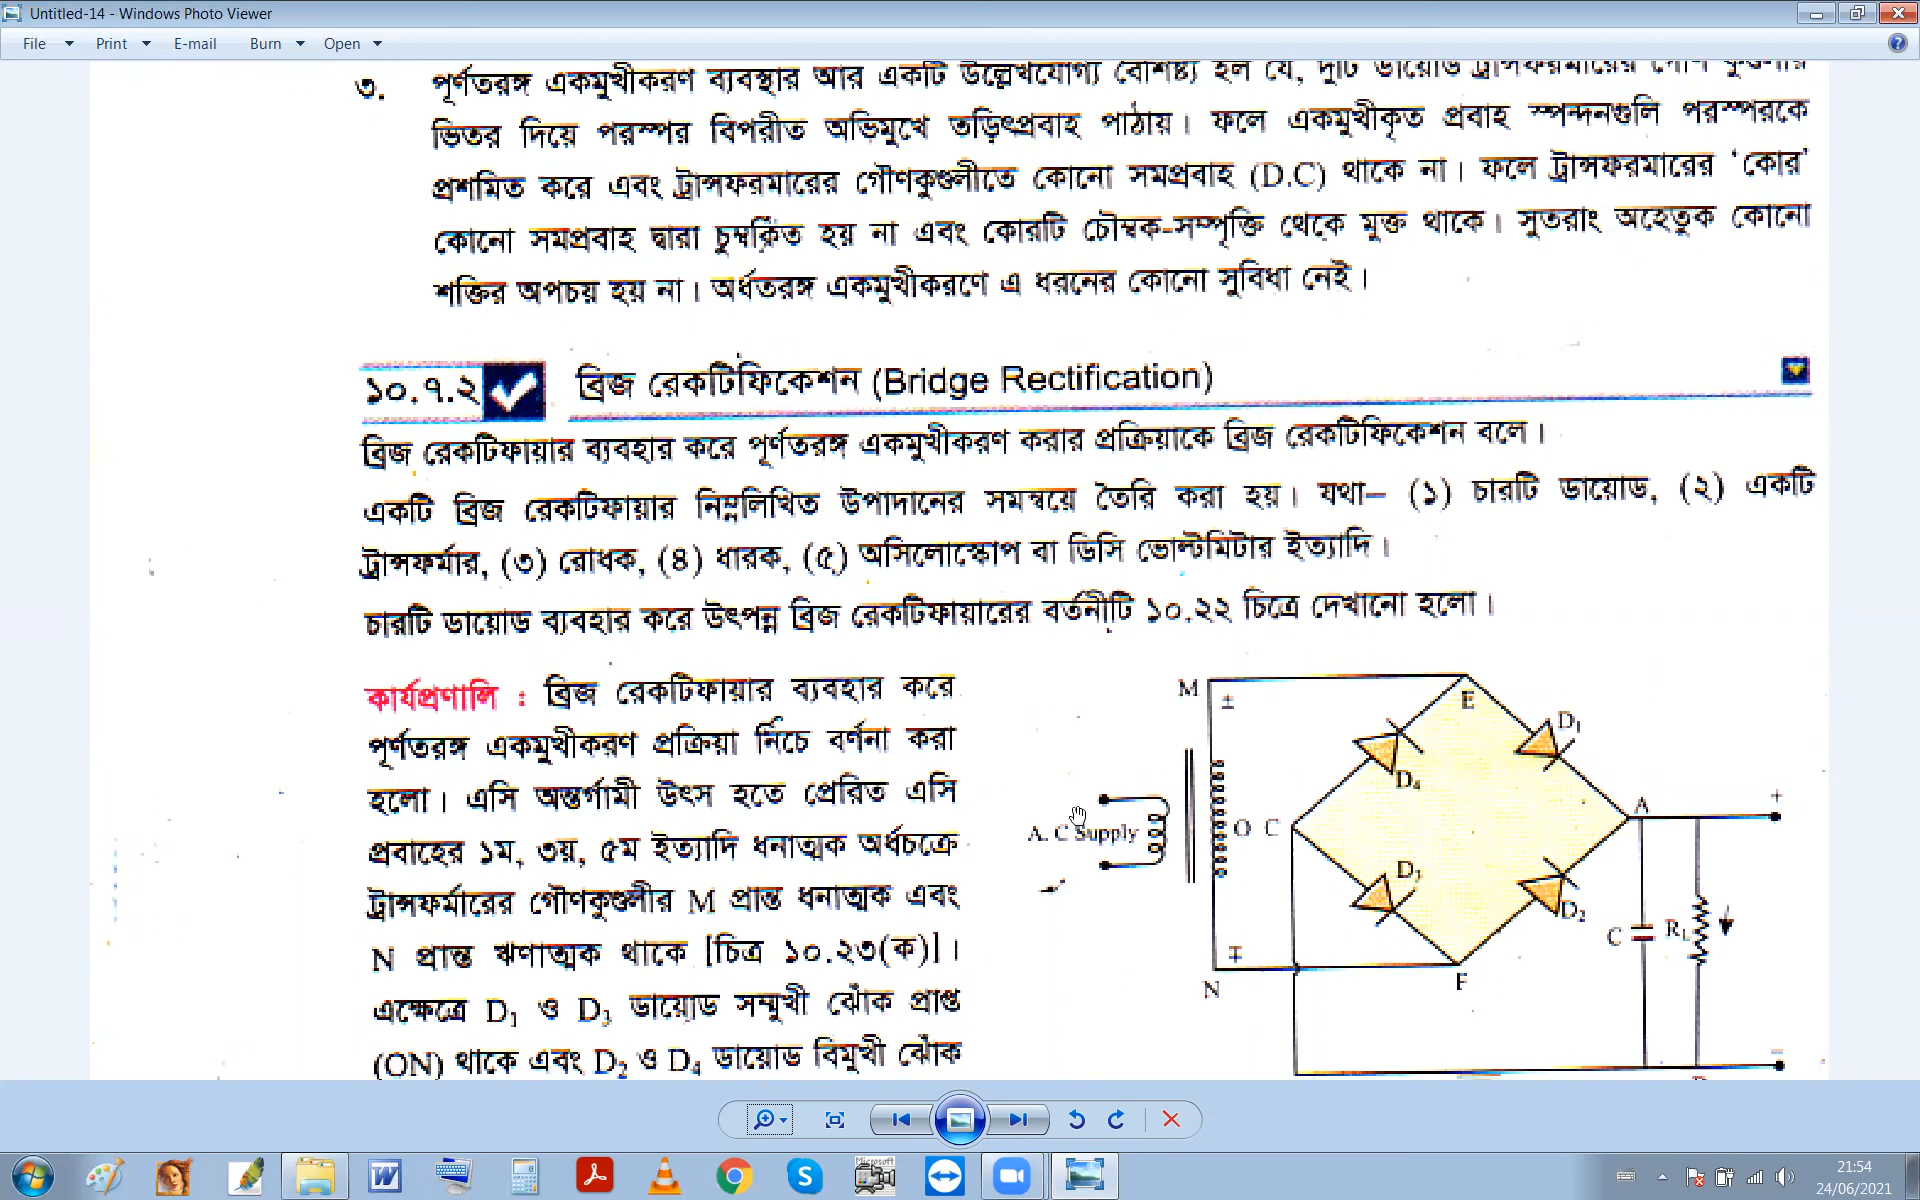 Untitled-14 - Windows Photo Viewer
File Print E-mail Burn Open
৩. পূর্ণতরঙ্গ একমুখীকরণ ব্যবস্থার আর একটি উল্লেখযোগ্য বৈশিষ্ট্য হল যে, দুটি ডায়োড ট্রান্সফরমারের গৌণ কুণ্ডলীর
ভিতর দিয়ে পরস্পর বিপরীত অভিমুখে তড়িৎপ্রবাহ পাঠায়। ফলে একমুখীকৃত প্রবাহ স্পন্দনগুলি পরস্পরকে
প্রশমিত করে এবং ট্রান্সফরমারের গৌণকুণ্ডলীতে কোনো সমপ্রবাহ (D.C) থাকে না। ফলে ট্রান্সফরমারের ‘কোর’
কোনো সমপ্রবাহ দ্বারা চুম্বকিত হয় না এবং কোরটি চৌম্বক-সম্পৃক্তি থেকে মুক্ত থাকে। সুতরাং অহেতুক কোনো
শক্তির অপচয় হয় না। অর্ধতরঙ্গ একমুখীকরণে এ ধরনের কোনো সুবিধা নেই।
১০.৭.২ ব্রিজ রেকটিফিকেশন (Bridge Rectification)
ব্রিজ রেকটিফায়ার ব্যবহার করে পূর্ণতরঙ্গ একমুখীকরণ করার প্রক্রিয়াকে ব্রিজ রেকটিফিকেশন বলে।
একটি ব্রিজ রেকটিফায়ার নিম্নলিখিত উপাদানের সমন্বয়ে তৈরি করা হয়। যথা– (১) চারটি ডায়োড, (২) একটি
ট্রান্সফর্মার, (৩) রোধক, (৪) ধারক, (৫) অসিলোস্কোপ বা ডিসি ভোল্টমিটার ইত্যাদি।
চারটি ডায়োড ব্যবহার করে উৎপন্ন ব্রিজ রেকটিফায়ারের বর্তনীটি ১০.২২ চিত্রে দেখানো হলো।
কার্যপ্রণালি : ব্রিজ রেকটিফায়ার ব্যবহার করে
পূর্ণতরঙ্গ একমুখীকরণ প্রক্রিয়া নিচে বর্ণনা করা
হলো। এসি অন্তর্গামী উৎস হতে প্রেরিত এসি
প্রবাহের ১ম, ৩য়, ৫ম ইত্যাদি ধনাত্মক অর্ধচক্রে
ট্রান্সফর্মারের গৌণকুণ্ডলীর M প্রান্ত ধনাত্মক এবং
N প্রান্ত ঋণাত্মক থাকে [চিত্র ১০.২৩(ক)]।
এক্ষেত্রে D₁ ও D₃ ডায়োড সম্মুখী ঝোঁক প্রাপ্ত
(ON) থাকে এবং D₂ ও D₄ ডায়োড বিমুখী ঝোঁক
M ± E D₁
D₄
A +
A. C Supply O C
D₃
D₂
C R_L
∓ F
N
−
21:54
24/06/2021